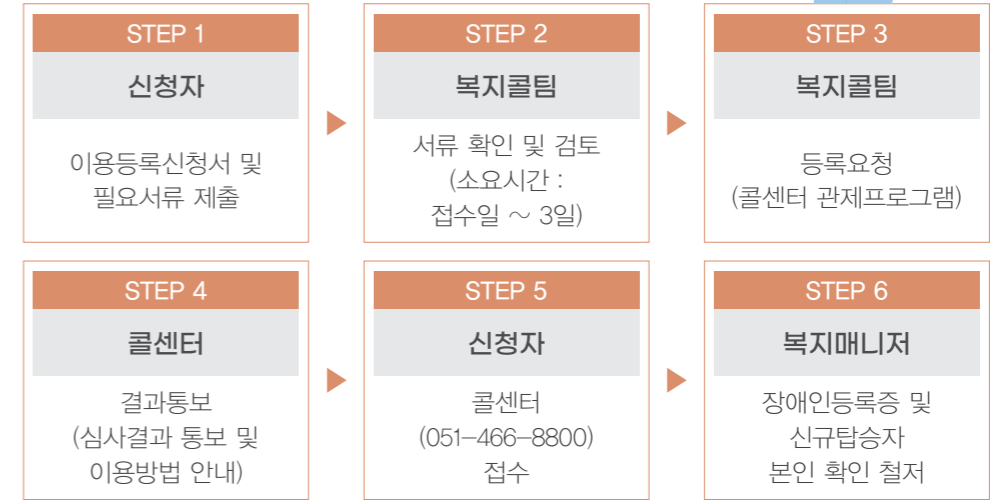 STEP 1
신청자
이용등록신청서 및
필요서류 제출
STEP 2
복지콜팀
서류 확인 및 검토
(소요시간 :
접수일 ~ 3일)
STEP 3
복지콜팀
등록요청
(콜센터 관제프로그램)
STEP 4
콜센터
결과통보
(심사결과 통보 및
이용방법 안내)
STEP 5
신청자
콜센터
(051-466-8800)
접수
STEP 6
복지매니저
장애인등록증 및
신규탑승자
본인 확인 철저